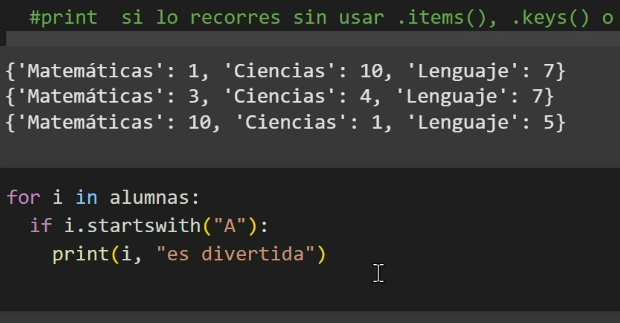 #print  si lo recorres sin usar .items(), .keys() o
{'Matemáticas': 1, 'Ciencias': 10, 'Lenguaje': 7}
{'Matemáticas': 3, 'Ciencias': 4, 'Lenguaje': 7}
{'Matemáticas': 10, 'Ciencias': 1, 'Lenguaje': 5}
for i in alumnas:
  if i.startswith("A"):
    print(i, "es divertida")